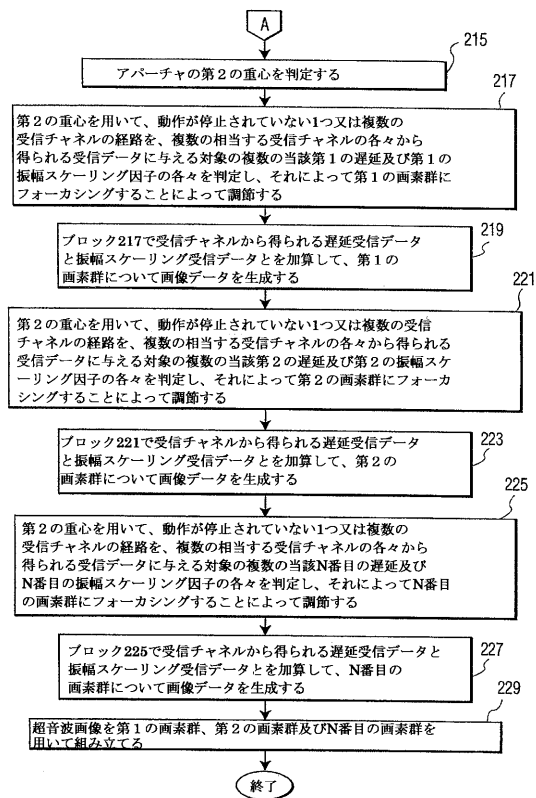 A
215
アパーチャの第2の重心を判定する
217
第2の重心を用いて、動作が停止されていない1つ又は複数の
受信チャネルの経路を、複数の相当する受信チャネルの各々から
得られる受信データに与える対象の複数の当該第1の遅延及び第1の
振幅スケーリング因子の各々を判定し、それによって第1の画素群に
フォーカシングすることによって調節する
219
ブロック217で受信チャネルから得られる遅延受信データ
と振幅スケーリング受信データとを加算して、第1の
画素群について画像データを生成する
221
第2の重心を用いて、動作が停止されていない1つ又は複数の受信
チャネルの経路を、複数の相当する受信チャネルの各々から得られる
受信データに与える対象の複数の当該第2の遅延及び第2の振幅スケ
ーリング因子の各々を判定し、それによって第2の画素群にフォーカ
シングすることによって調節する
223
ブロック221で受信チャネルから得られる遅延受信データ
と振幅スケーリング受信データとを加算して、第2の
画素群について画像データを生成する
225
第2の重心を用いて、動作が停止されていない1つ又は複数の
受信チャネルの経路を、複数の相当する受信チャネルの各々から
得られる受信データに与える対象の複数の当該N番目の遅延及び
N番目の振幅スケーリング因子の各々を判定し、それによってN番目
の画素群にフォーカシングすることによって調節する
227
ブロック225で受信チャネルから得られる遅延受信データと
振幅スケーリング受信データとを加算して、N番目の
画素群について画像データを生成する
229
超音波画像を第1の画素群、第2の画素群及びN番目の画素群を
用いて組み立てる
終了